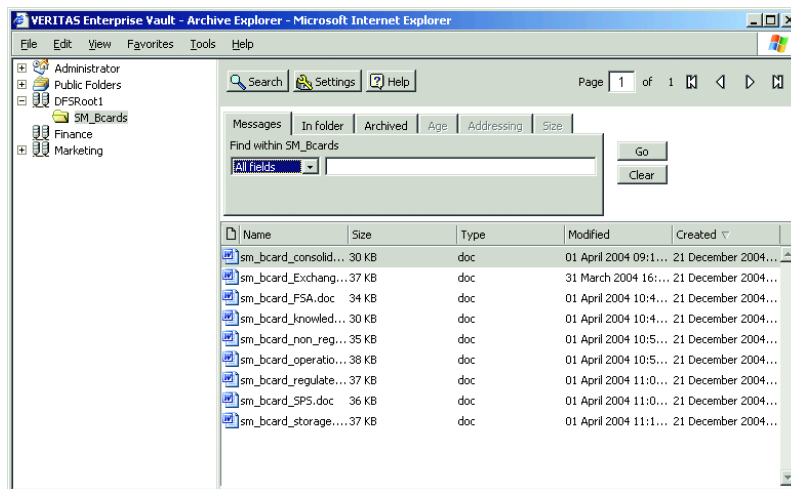 VERITAS Enterprise Vault - Archive Explorer - Microsoft Internet Explorer
File Edit View Favorites Tools Help
Administrator
Public Folders
DFSRoot1
SM_Bcards
Finance
Marketing
Search Settings Help Page 1 of 1
Messages In folder Archived Age Addressing Size
Find within SM_Bcards
All fields
Go
Clear
Name Size Type Modified Created
sm_bcard_consolid... 30 KB doc 01 April 2004 09:1... 21 December 2004...
sm_bcard_Exchang... 37 KB doc 31 March 2004 16:... 21 December 2004...
sm_bcard_FSA.doc 34 KB doc 01 April 2004 10:4... 21 December 2004...
sm_bcard_knowled... 30 KB doc 01 April 2004 10:4... 21 December 2004...
sm_bcard_non_reg... 35 KB doc 01 April 2004 10:5... 21 December 2004...
sm_bcard_operatio... 38 KB doc 01 April 2004 10:5... 21 December 2004...
sm_bcard_regulate... 37 KB doc 01 April 2004 11:0... 21 December 2004...
sm_bcard_SPS.doc 36 KB doc 01 April 2004 11:0... 21 December 2004...
sm_bcard_storage.... 37 KB doc 01 April 2004 11:1... 21 December 2004...